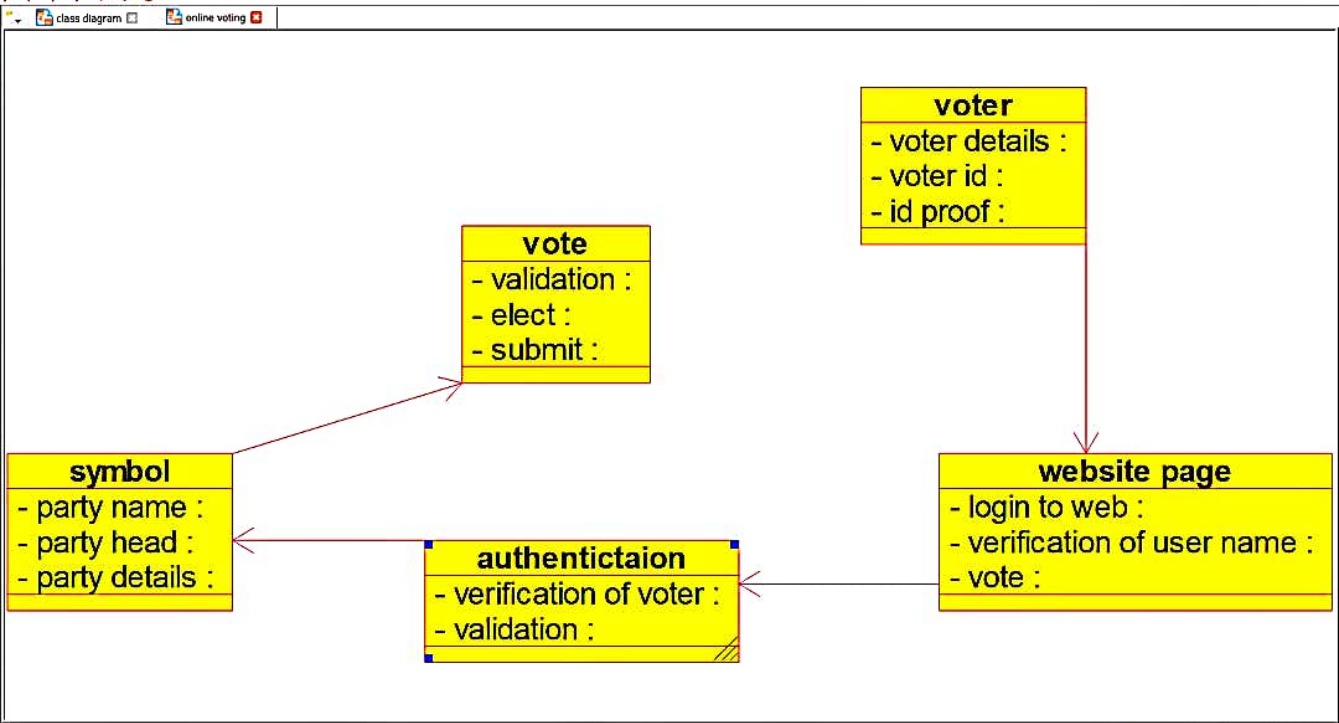 class diagram
online voting
voter
- voter details :
- voter id :
- id proof :
vote
- validation :
- elect :
- submit :
symbol
- party name :
- party head :
- party details :
authentictaion
- verification of voter :
- validation :
website page
- login to web :
- verification of user name :
- vote :